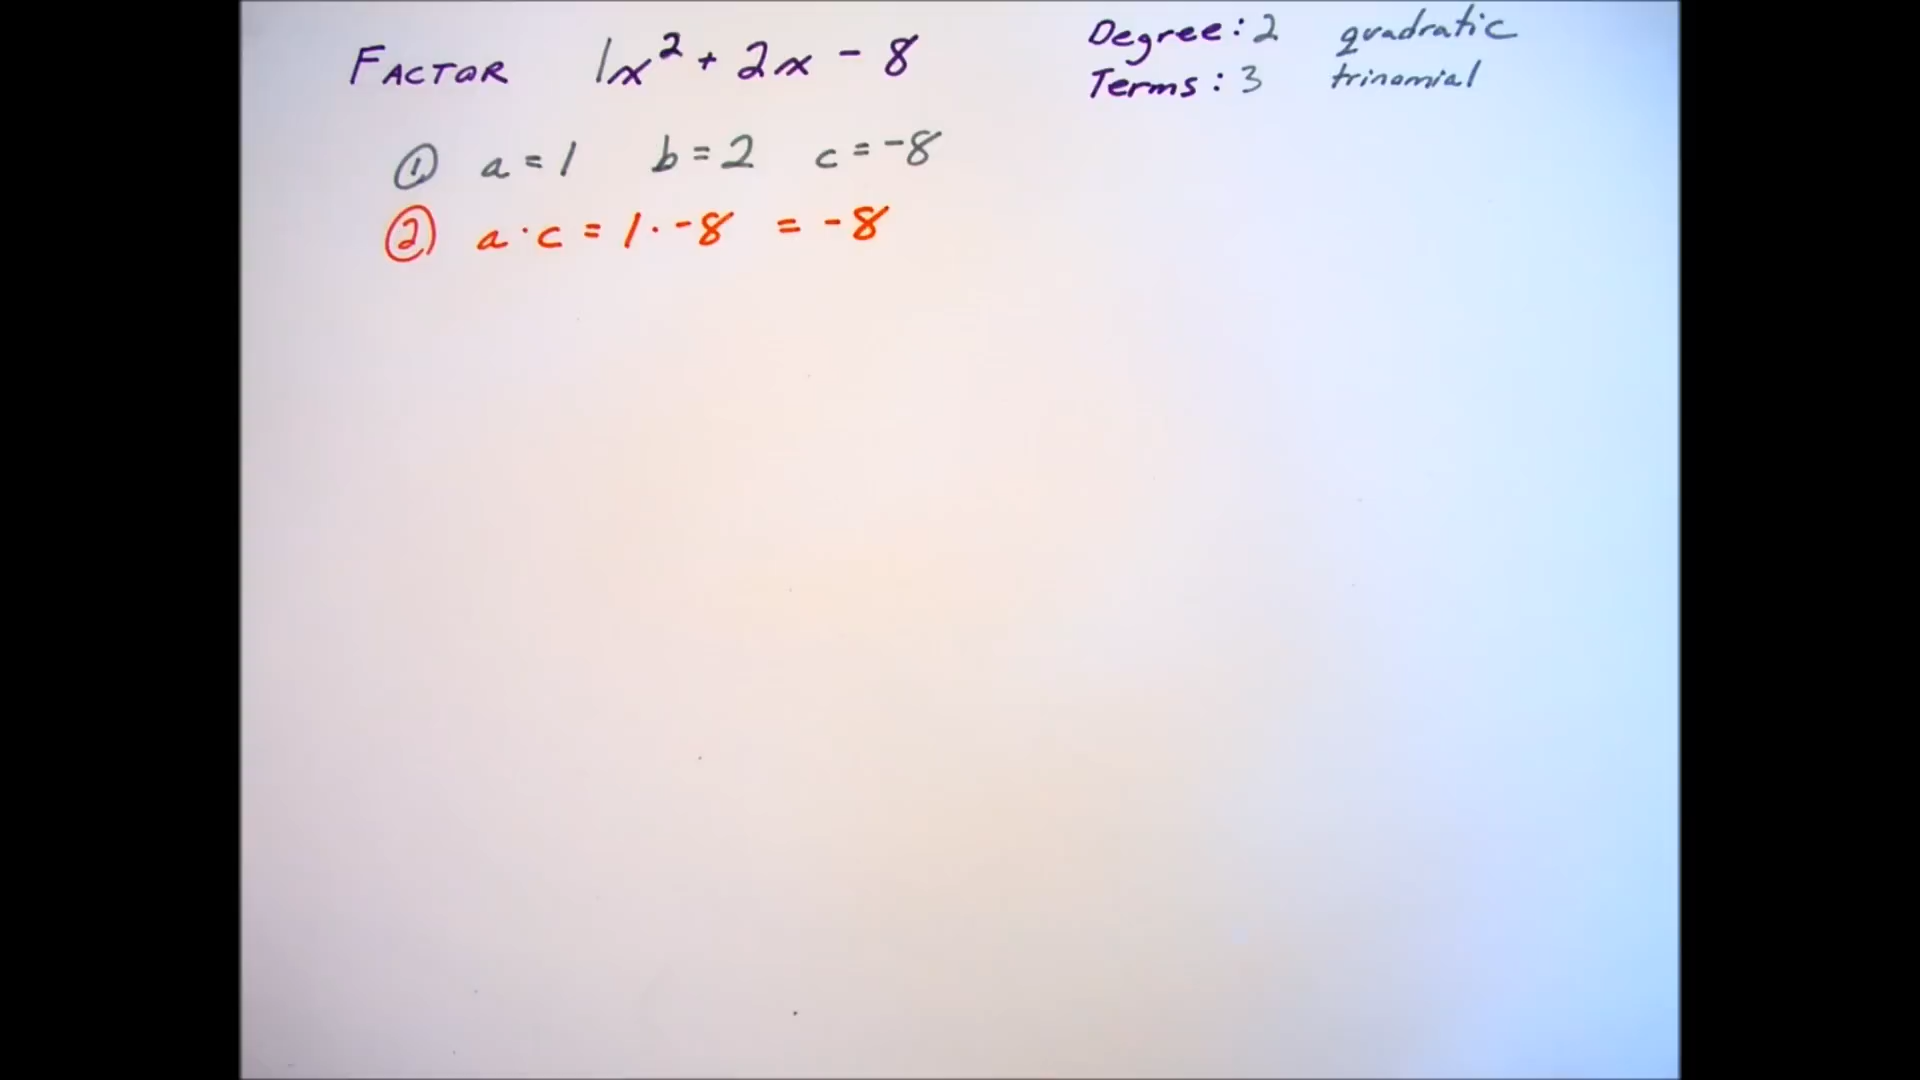 FACTOR 1x² + 2x - 8
Degree: 2 quadratic
Terms: 3 trinomial
① a = 1 b = 2 c = -8
② a · c = 1 · -8 = -8